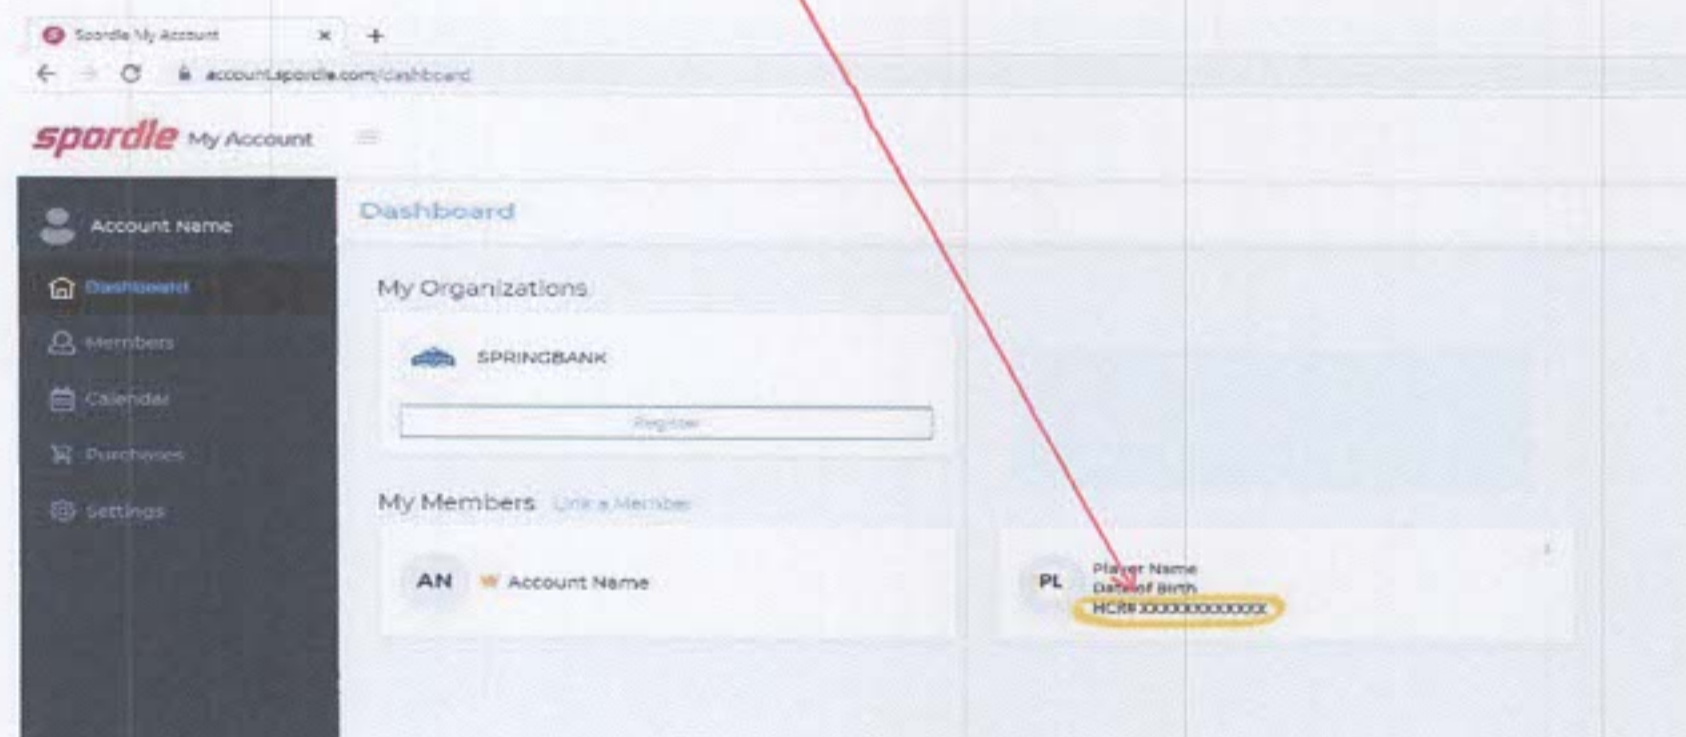 Spordle My Account
account.spordle.com/dashboard
spordle My Account
Account Name
Dashboard
Dashboard
Members
Calendar
Purchases
Settings
My Organizations
SPRINGBANK
Register
My Members Link a Member
AN Account Name
PL
Player Name
Date of Birth
HCR# XXXXXXXXXXXXX